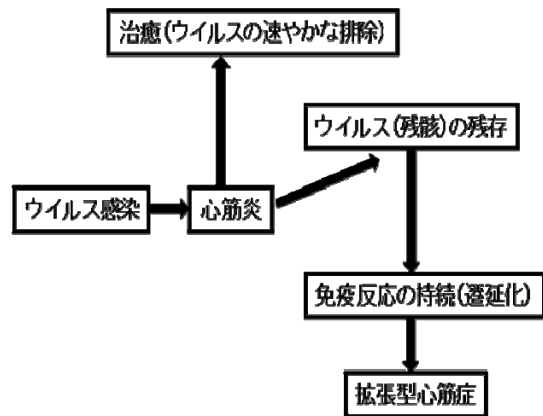 治癒(ウイルスの速やかな排除)
ウイルス(残骸)の残存
ウイルス感染
心筋炎
免疫反応の持続(遷延化)
拡張型心筋症